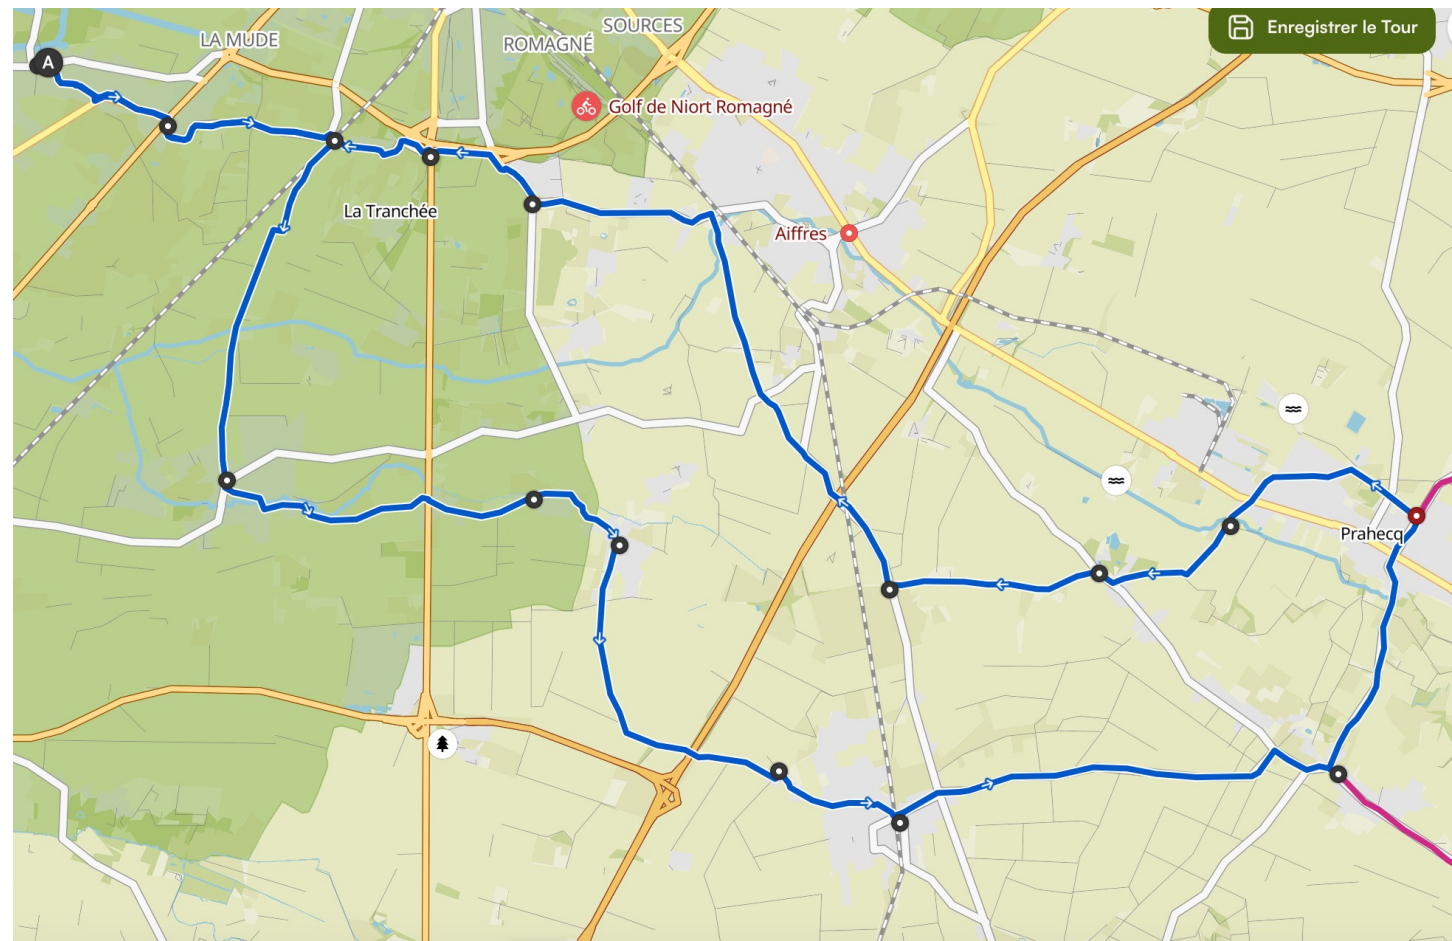 SOURCES
Enregistrer le Tour
LA MUDE
ROMAGNÉ
A
Golf de Niort Romagné
La Tranchée
Aiffres
Prahecq